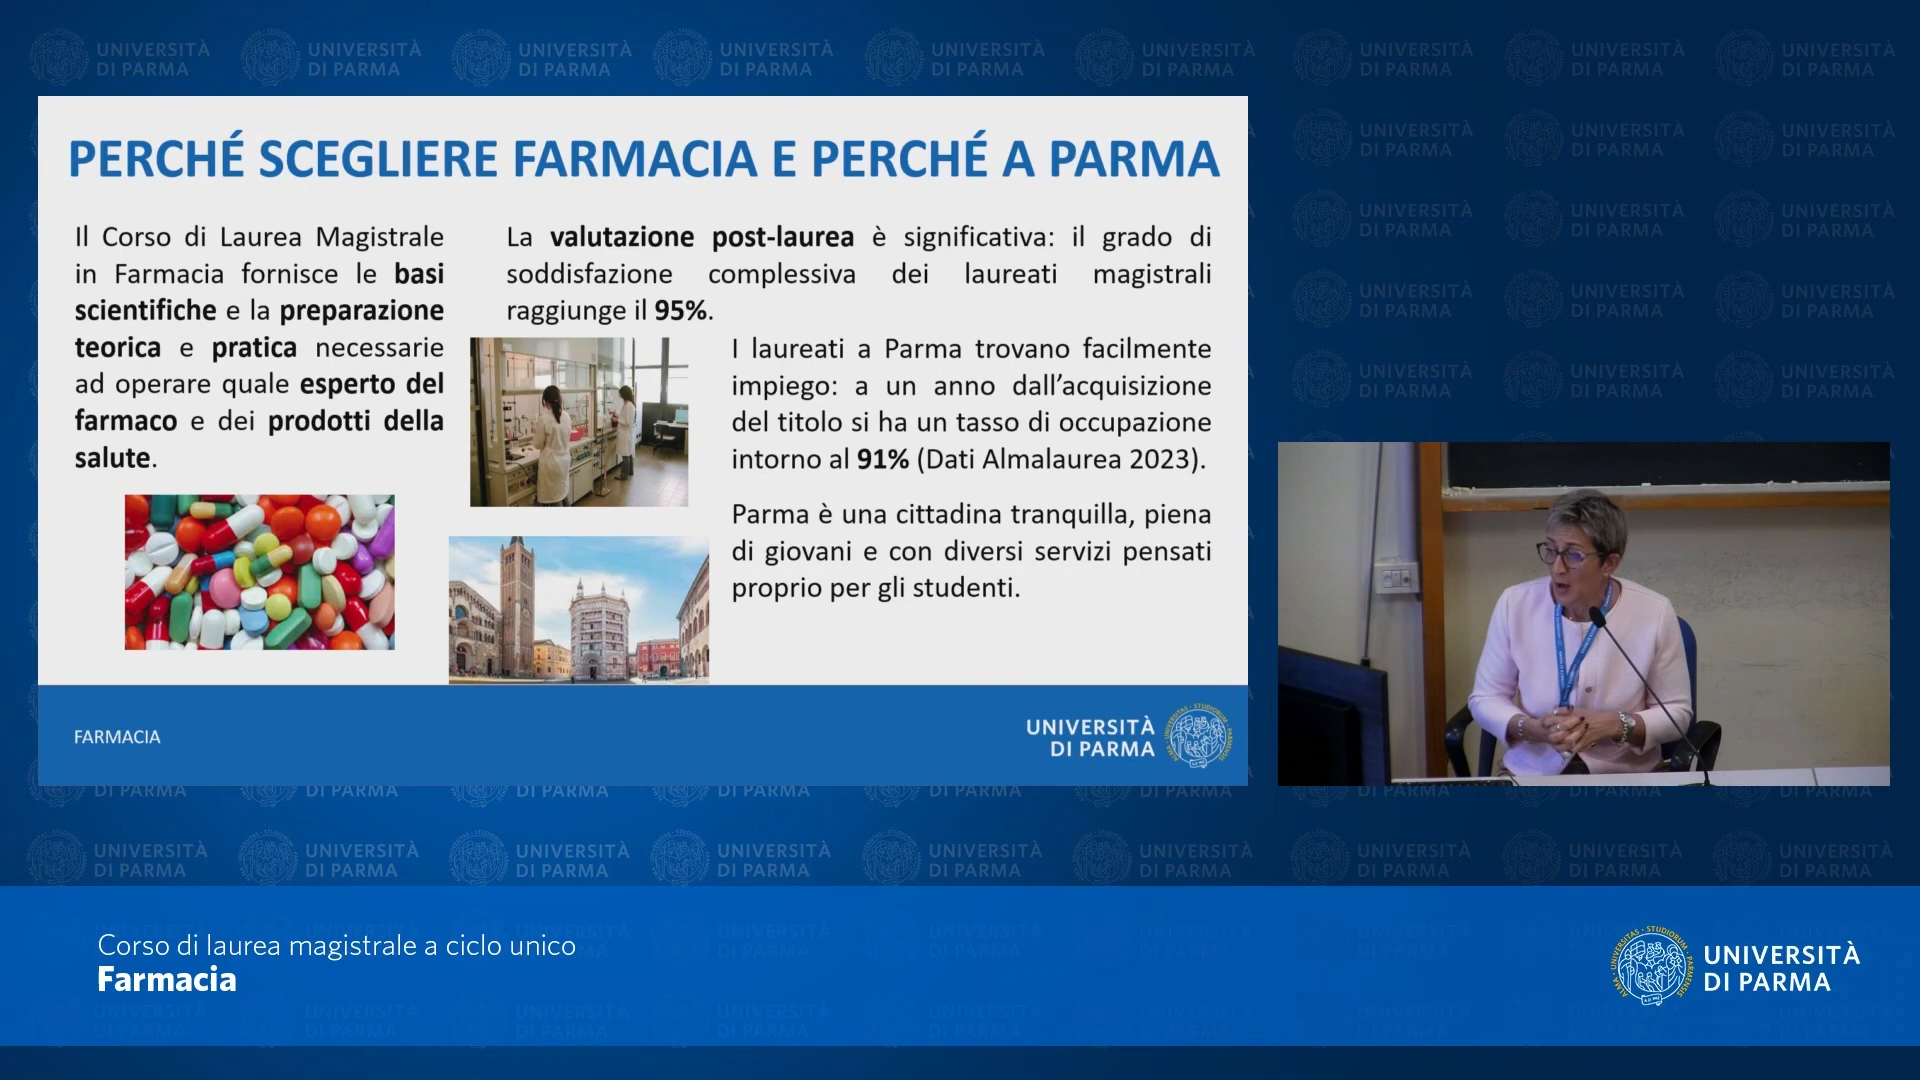 PERCHÉ SCEGLIERE FARMACIA E PERCHÉ A PARMA
Il Corso di Laurea Magistrale
in Farmacia fornisce le basi
scientifiche e la preparazione
teorica e pratica necessarie
ad operare quale esperto del
farmaco e dei prodotti della
salute.
La valutazione post-laurea è significativa: il grado di
soddisfazione complessiva dei laureati magistrali
raggiunge il 95%.
I laureati a Parma trovano facilmente
impiego: a un anno dall’acquisizione
del titolo si ha un tasso di occupazione
intorno al 91% (Dati Almalaurea 2023).
Parma è una cittadina tranquilla, piena
di giovani e con diversi servizi pensati
proprio per gli studenti.
FARMACIA
UNIVERSITÀ
DI PARMA
Corso di laurea magistrale a ciclo unico
Farmacia
UNIVERSITÀ
DI PARMA